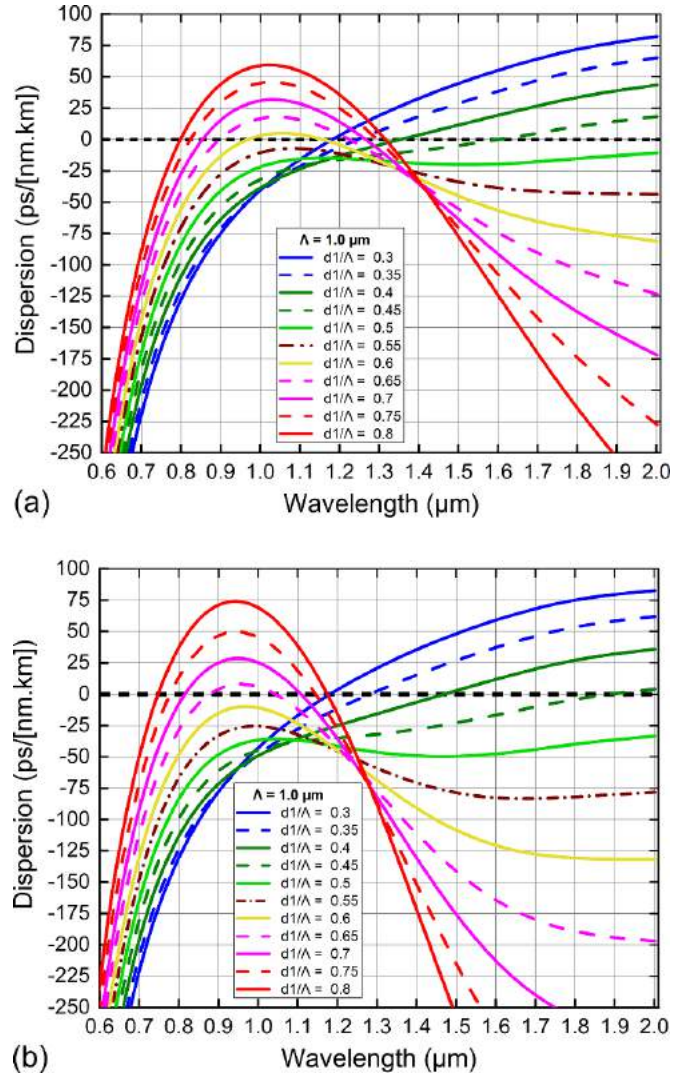 100
75
50
25
0
-25
-50
-75
-100
-125
-150
-175
-200
-225
-250
Dispersion (ps/[nm.km])
Λ = 1.0 µm
d1/Λ = 0.3
d1/Λ = 0.35
d1/Λ = 0.4
d1/Λ = 0.45
d1/Λ = 0.5
d1/Λ = 0.55
d1/Λ = 0.6
d1/Λ = 0.65
d1/Λ = 0.7
d1/Λ = 0.75
d1/Λ = 0.8
0.6 0.7 0.8 0.9 1.0 1.1 1.2 1.3 1.4 1.5 1.6 1.7 1.8 1.9 2.0
(a) Wavelength (µm)
100
75
50
25
0
-25
-50
-75
-100
-125
-150
-175
-200
-225
-250
Dispersion (ps/[nm.km])
Λ = 1.0 µm
d1/Λ = 0.3
d1/Λ = 0.35
d1/Λ = 0.4
d1/Λ = 0.45
d1/Λ = 0.5
d1/Λ = 0.55
d1/Λ = 0.6
d1/Λ = 0.65
d1/Λ = 0.7
d1/Λ = 0.75
d1/Λ = 0.8
0.6 0.7 0.8 0.9 1.0 1.1 1.2 1.3 1.4 1.5 1.6 1.7 1.8 1.9 2.0
(b) Wavelength (µm)